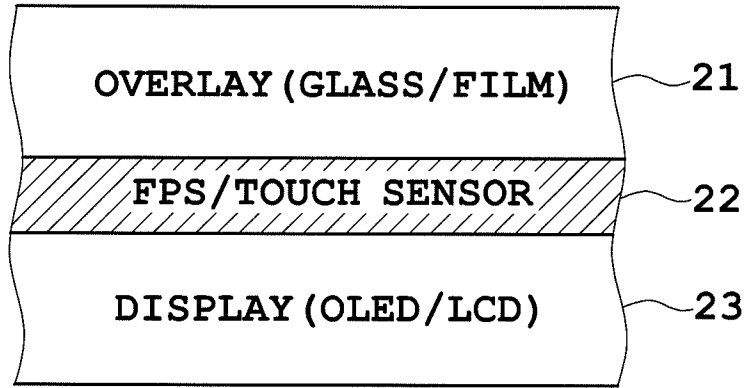 OVERLAY(GLASS/FILM) 21
FPS/TOUCH SENSOR 22
DISPLAY(OLED/LCD) 23